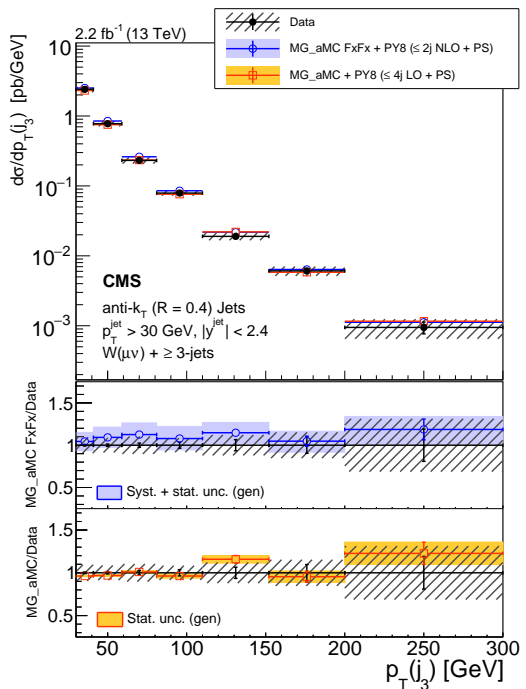 2.2 fb⁻¹ (13 TeV)
Data
MG_aMC FxFx + PY8 (≤ 2j NLO + PS)
MG_aMC + PY8 (≤ 4j LO + PS)
dσ/dp_T(j₃) [pb/GeV]
10
1
10⁻¹
10⁻²
10⁻³
CMS
anti-k_T (R = 0.4) Jets
p_T^jet > 30 GeV, |y^jet| < 2.4
W(μν) + ≥ 3-jets
MG_aMC FxFx/Data
1.5
1
0.5
Syst. + stat. unc. (gen)
MG_aMC/Data
1.5
1
0.5
Stat. unc. (gen)
50 100 150 200 250 300
p_T(j₃) [GeV]